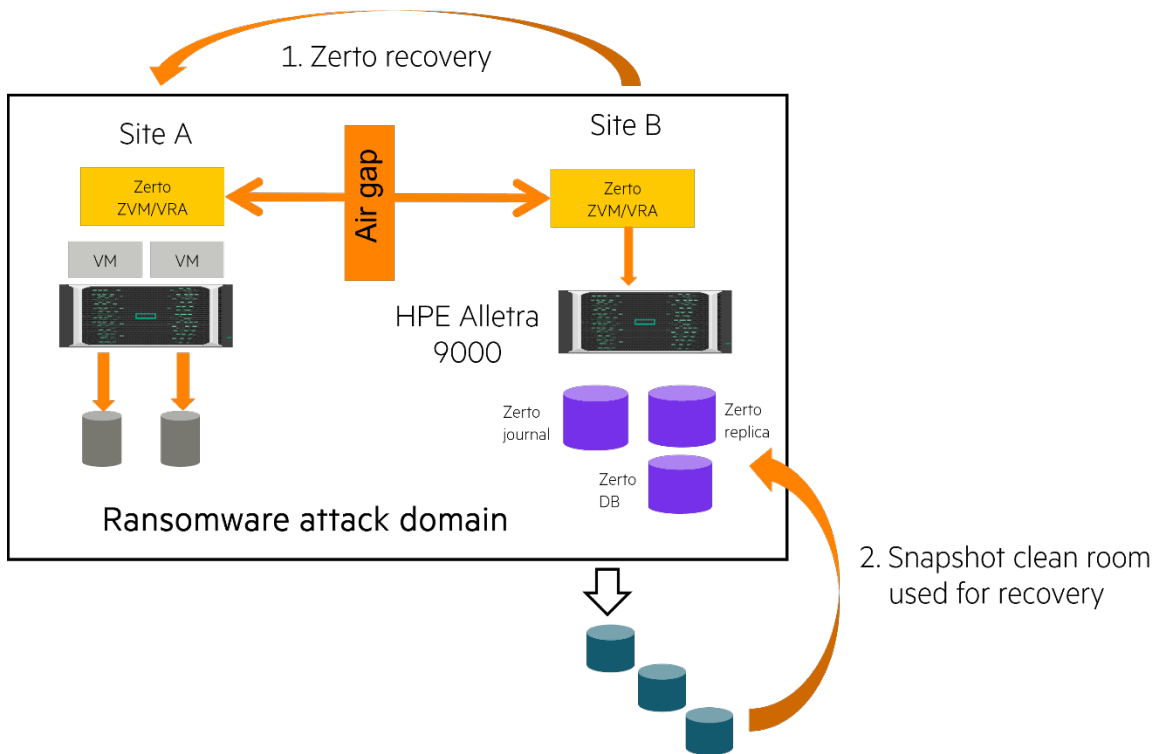 1. Zerto recovery
Site A
Site B
Zerto
ZVM/VRA
Air gap
Zerto
ZVM/VRA
VM
VM
HPE Alletra
9000
Zerto
journal
Zerto
replica
Zerto
DB
Ransomware attack domain
2. Snapshot clean room
used for recovery